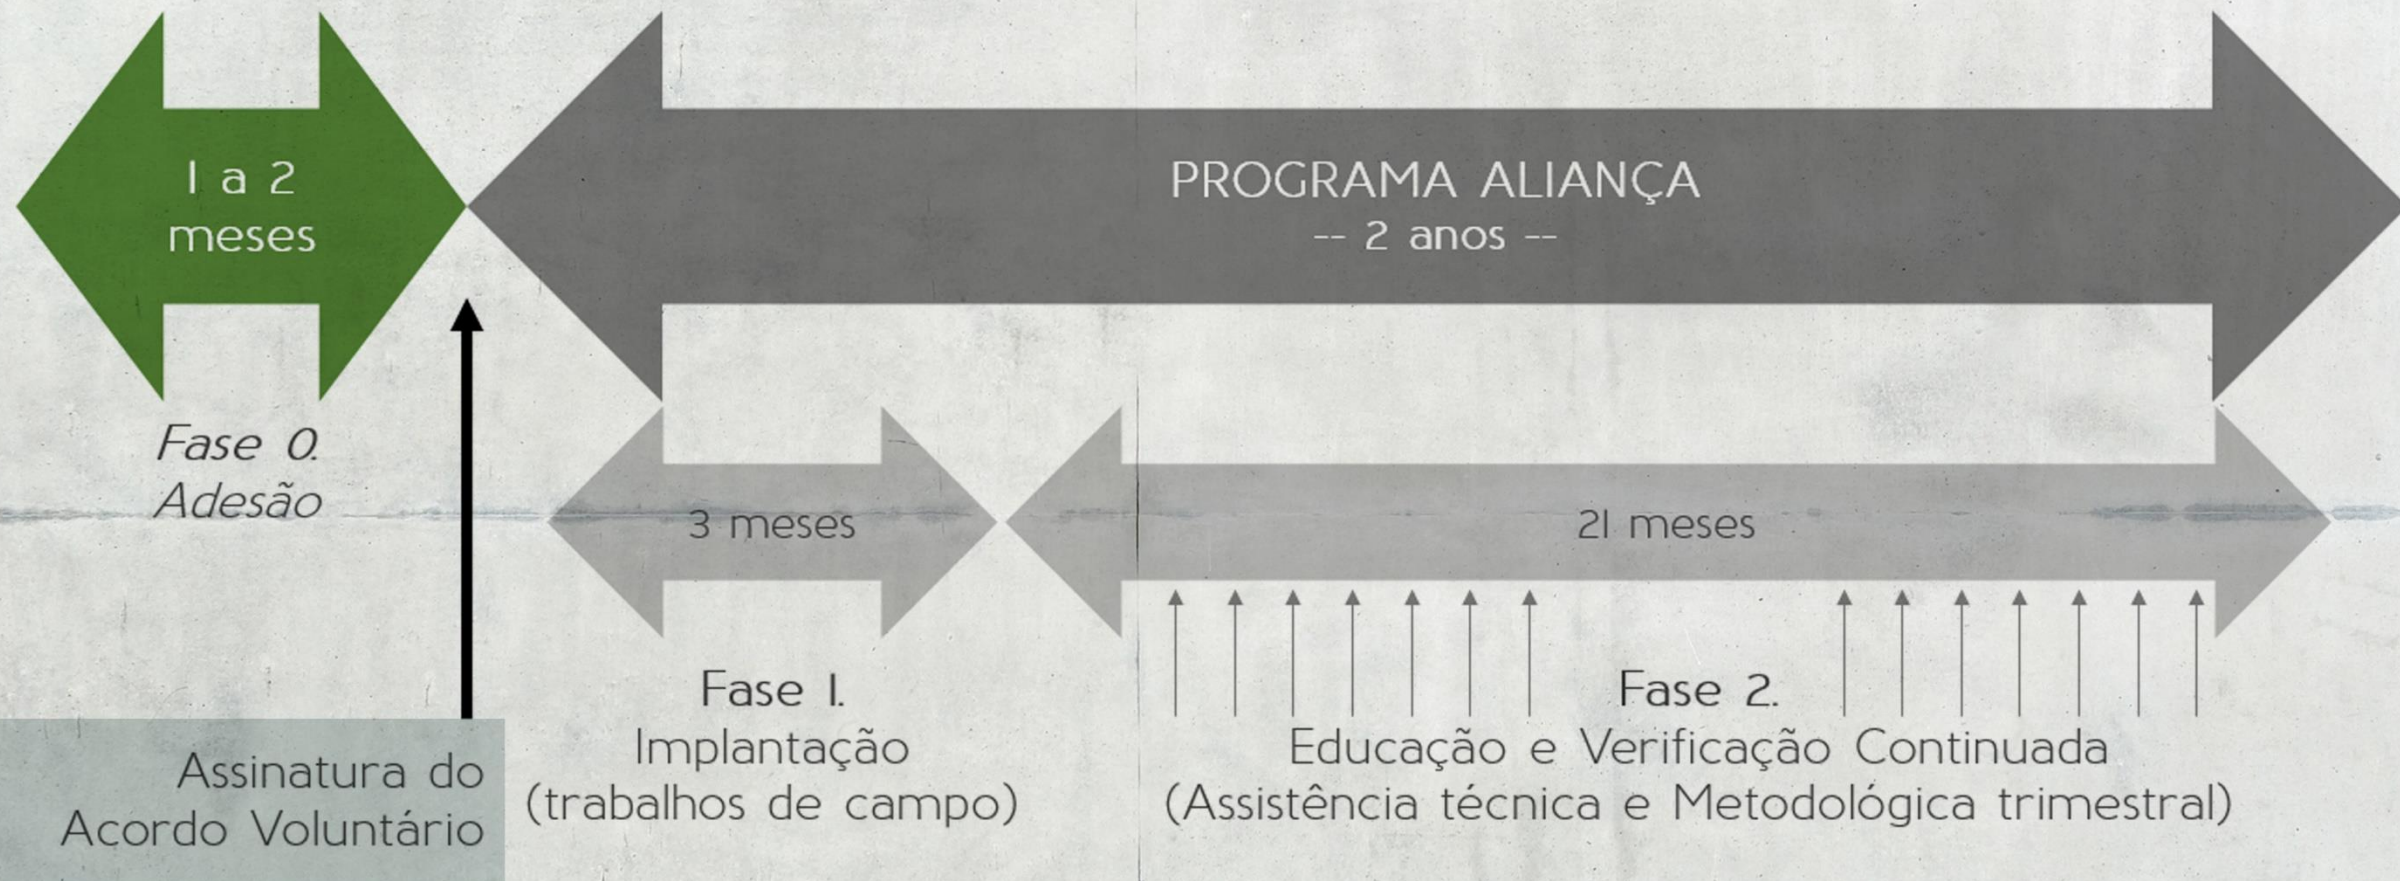 1 a 2
meses
PROGRAMA ALIANÇA
-- 2 anos --
Fase 0.
Adesão
3 meses
21 meses
Assinatura do
Acordo Voluntário
Fase 1.
Implantação
(trabalhos de campo)
Fase 2.
Educação e Verificação Continuada
(Assistência técnica e Metodológica trimestral)